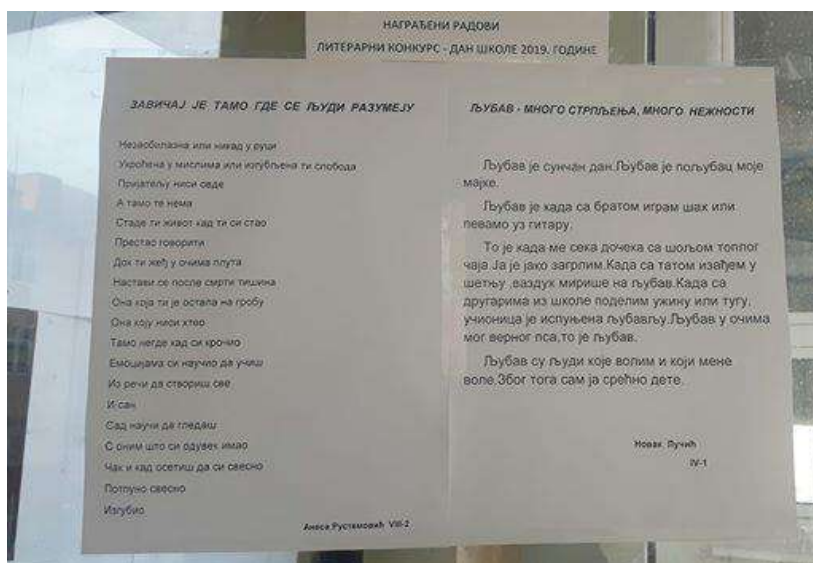 НАГРАЂЕНИ РАДОВИ
ЛИТЕРАРНИ КОНКУРС - ДАН ШКОЛЕ 2019. ГОДИНЕ
ЗАВИЧАЈ ЈЕ ТАМО ГДЕ СЕ ЉУДИ РАЗУМЕЈУ
Незаобилазна или никад у руци
Укроћена у мислима или изгубљена ти слобода
Пријатељу ниси овде
А тамо те нема
Стаде ти живот кад ти си стао
Престао говорити
Док ти жеђ у очима плута
Настави се после смрти тишина
Она која ти је остала на гробу
Она коју ниси хтео
Тамо негде кад си крочио
Емоцијама си научио да учиш
Из речи да створиш све
И сан
Сад научи да гледаш
С оним што си одувек имао
Чак и кад осетиш да си свесно
Потпуно свесно
Изгубио
Анеса Рустамовић VIII-2
ЉУБАВ - МНОГО СТРПЉЕЊА, МНОГО НЕЖНОСТИ
Љубав је сунчан дан.Љубав је пољубац моје
мајке.
Љубав је када са братом играм шах или
певамо уз гитару.
То је када ме сека дочека са шољом топлог
чаја.Ја је јако загрлим.Када са татом изађем у
шетњу ,ваздух мирише на љубав.Када са
другарима из школе поделим ужину или тугу,
учионица је испуњена љубављу.Љубав у очима
мог верног пса,то је љубав.
Љубав су људи које волим и који мене
воле.Због тога сам ја срећно дете.
Новак Лучић
IV-1